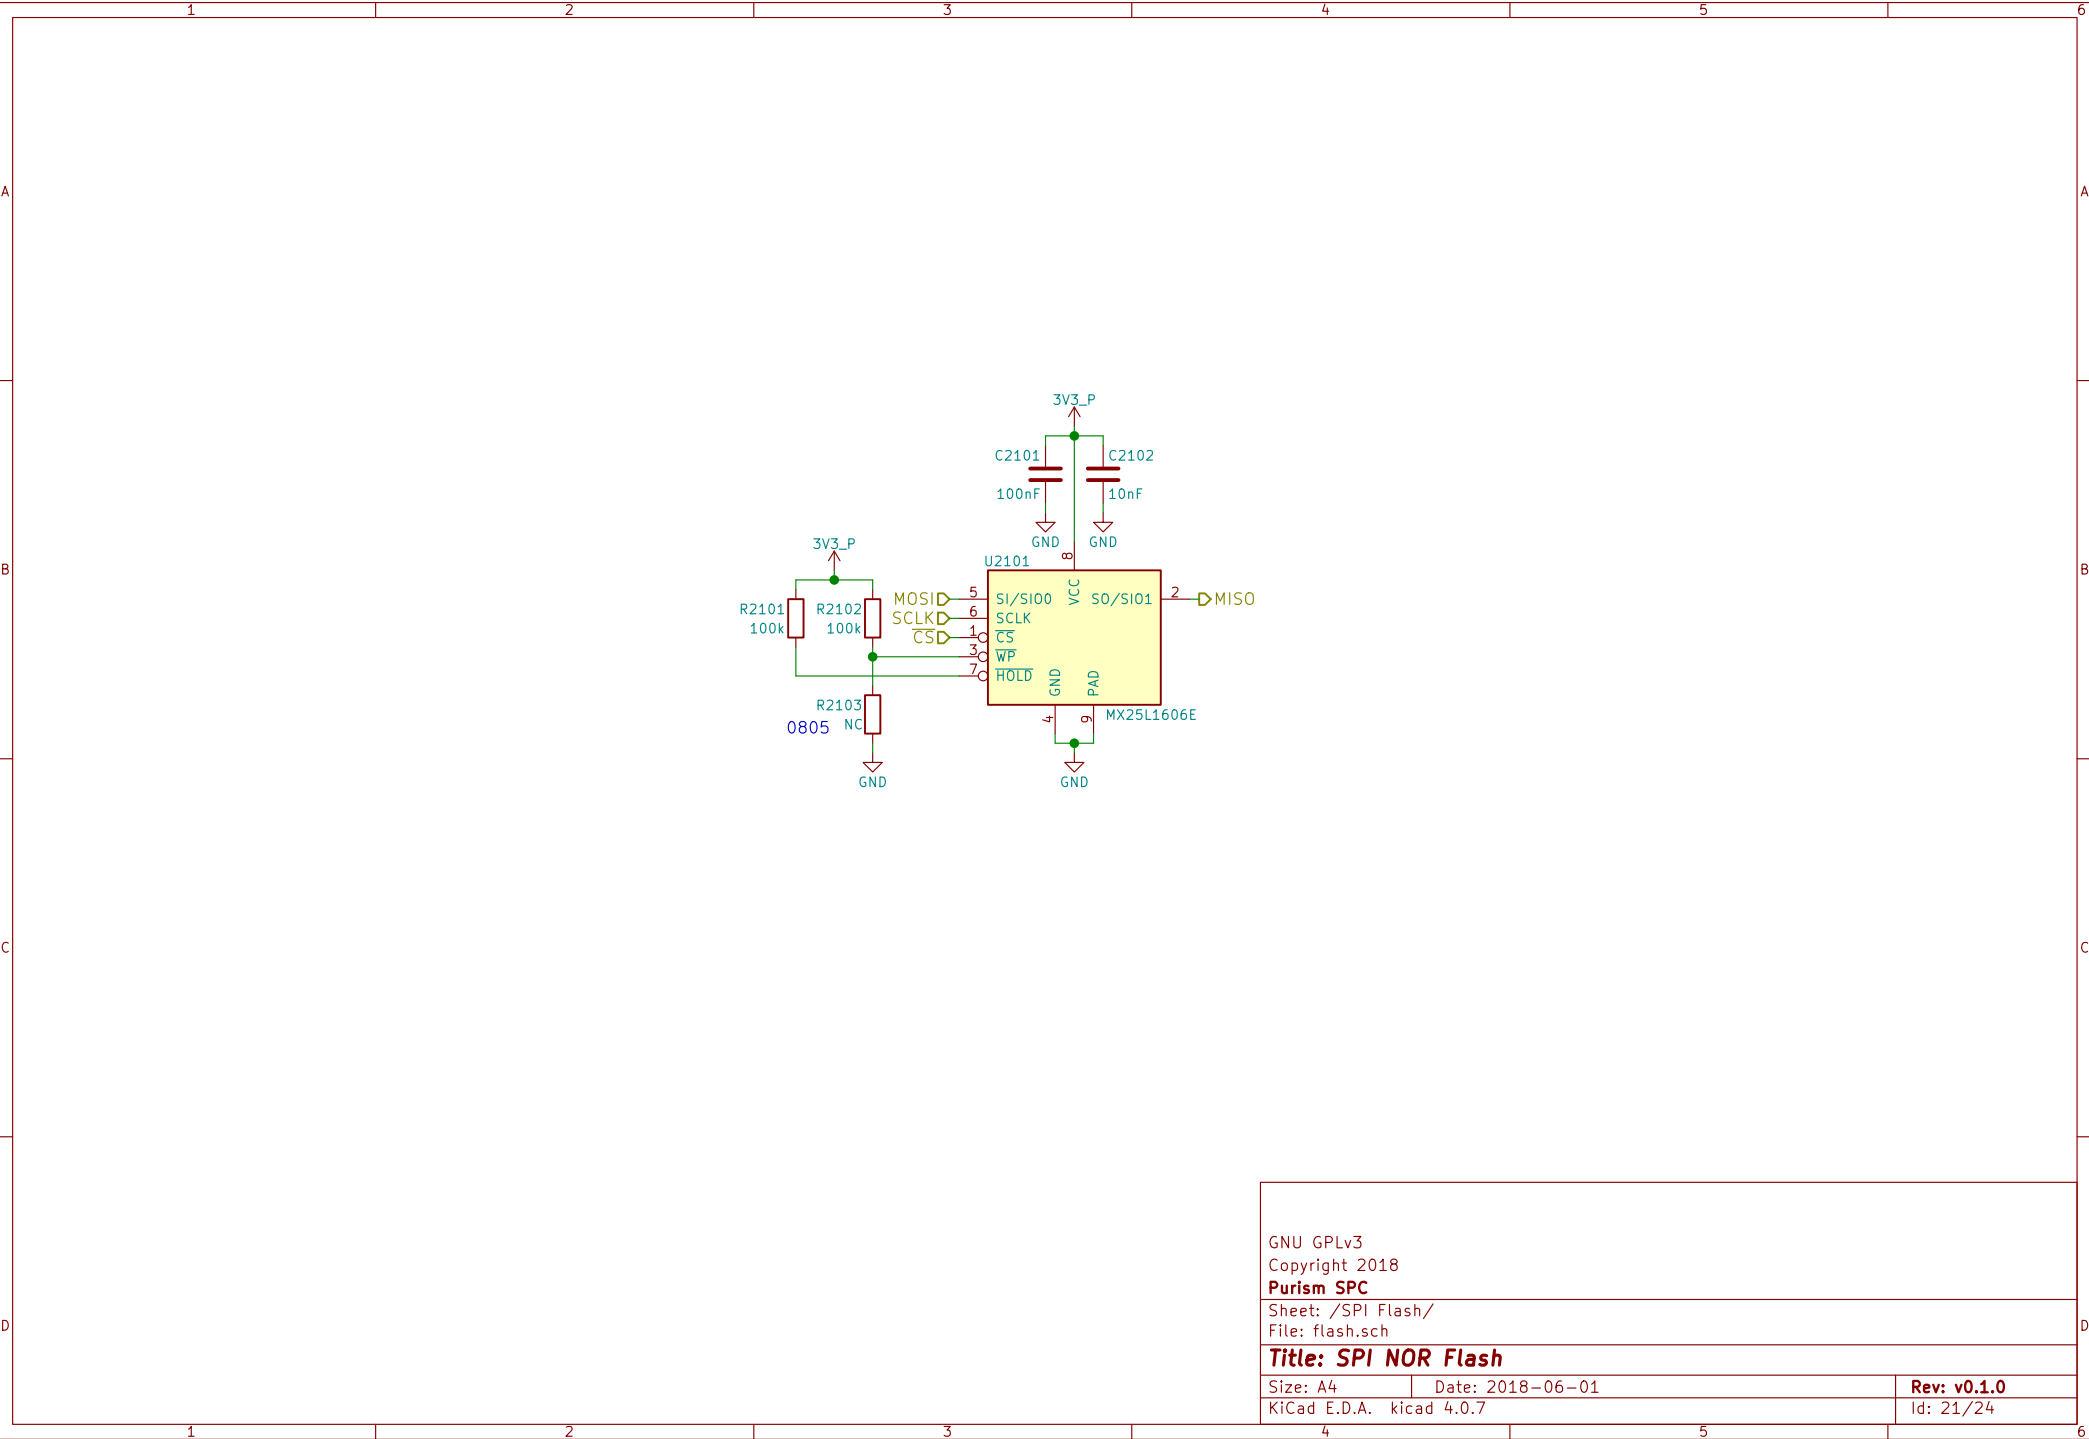 1 2 3 4 5 6
A A
3V3_P
C2101 C2102
100nF 10nF
GND GND
3V3_P
8
B B
U2101
VCC
MOSI 5 SI/SIO0 SO/SIO1 2 MISO
R2101 R2102
SCLK 6 SCLK
100k 100k
CS 1 CS
3 WP
7 HOLD
GND PAD
R2103
4 9 MX25L1606E
0805 NC
GND GND
C C
GNU GPLv3
Copyright 2018
Purism SPC
Sheet: /SPI Flash/
D D
File: flash.sch
Title: SPI NOR Flash
Size: A4 Date: 2018-06-01 Rev: v0.1.0
KiCad E.D.A. kicad 4.0.7 Id: 21/24
1 2 3 4 5 6